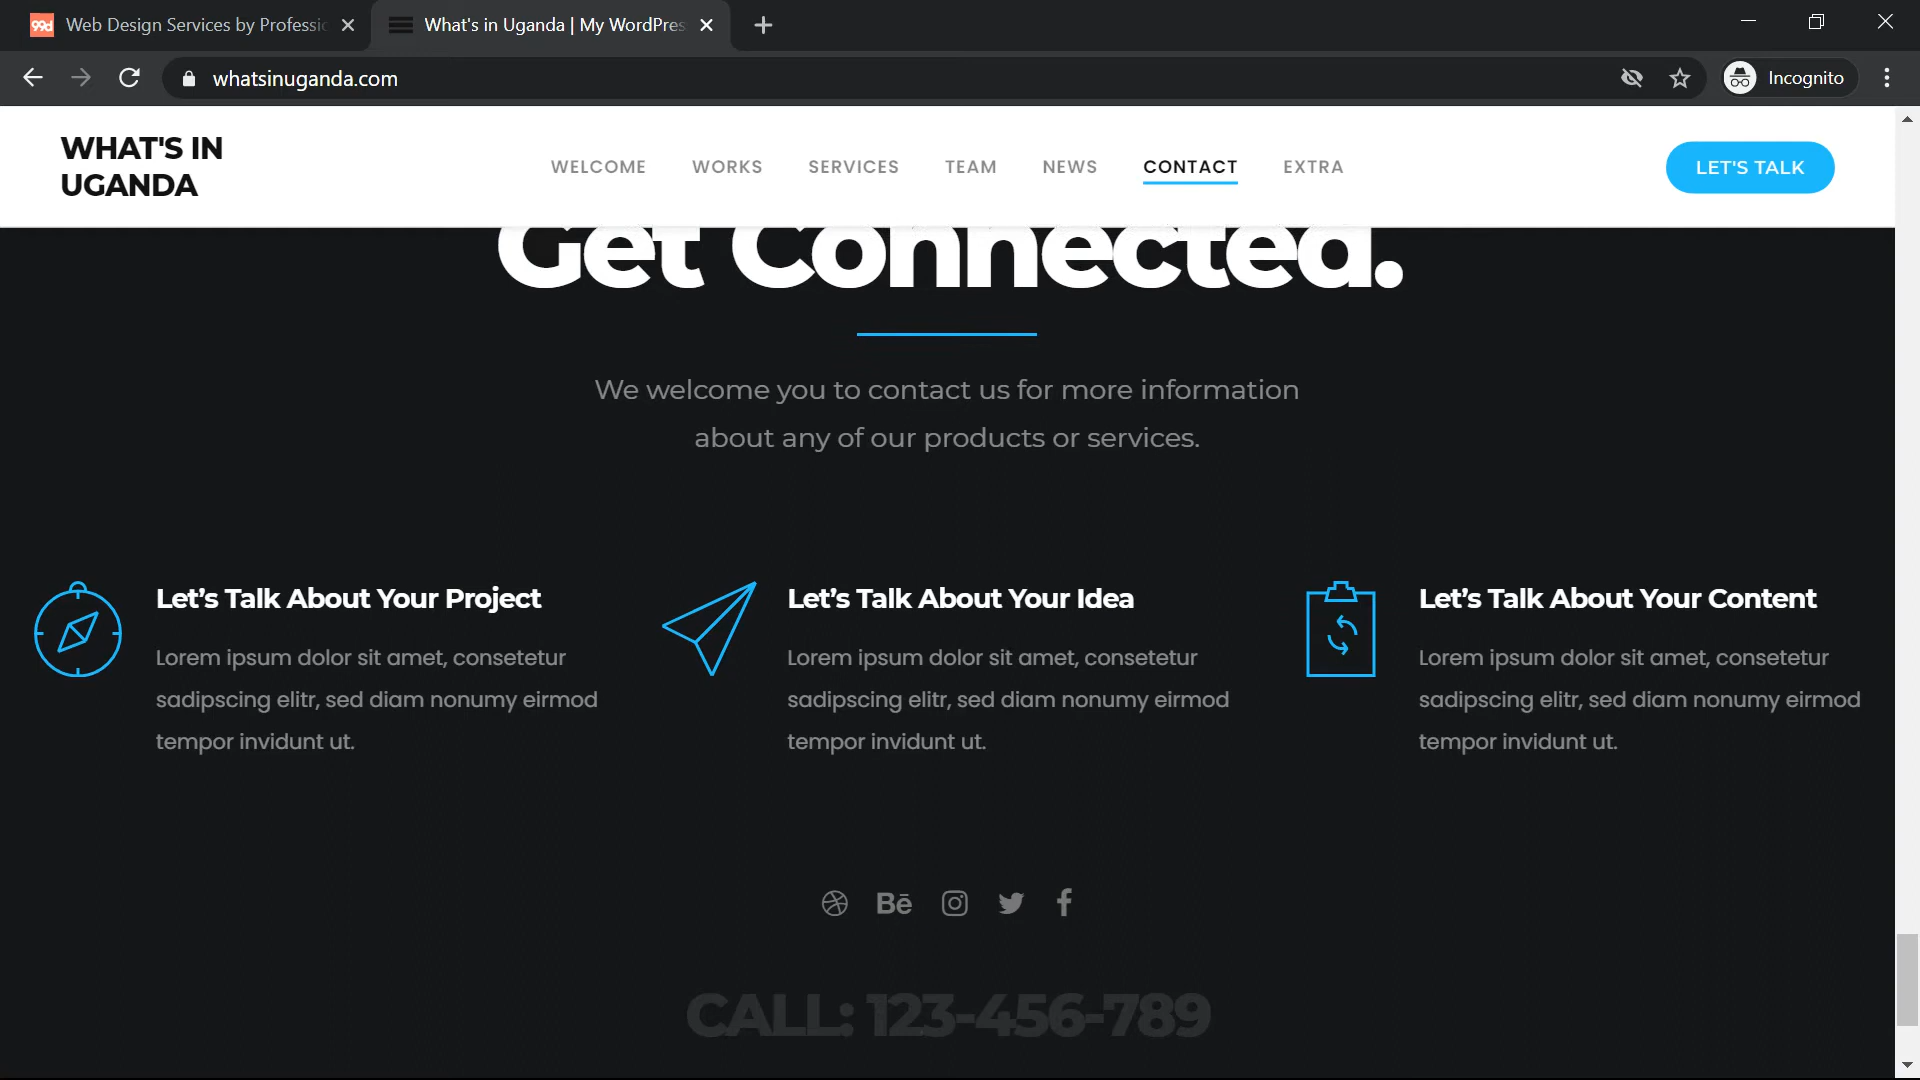 Web Design Services by Professio
What's in Uganda | My WordPres
whatsinuganda.com
Incognito
WHAT'S IN
UGANDA
WELCOME
WORKS
SERVICES
TEAM
NEWS
CONTACT
EXTRA
LET'S TALK
Get Connected.
We welcome you to contact us for more information
about any of our products or services.
Let’s Talk About Your Project
Lorem ipsum dolor sit amet, consetetur
sadipscing elitr, sed diam nonumy eirmod
tempor invidunt ut.
Let’s Talk About Your Idea
Lorem ipsum dolor sit amet, consetetur
sadipscing elitr, sed diam nonumy eirmod
tempor invidunt ut.
Let’s Talk About Your Content
Lorem ipsum dolor sit amet, consetetur
sadipscing elitr, sed diam nonumy eirmod
tempor invidunt ut.
CALL: 123-456-789